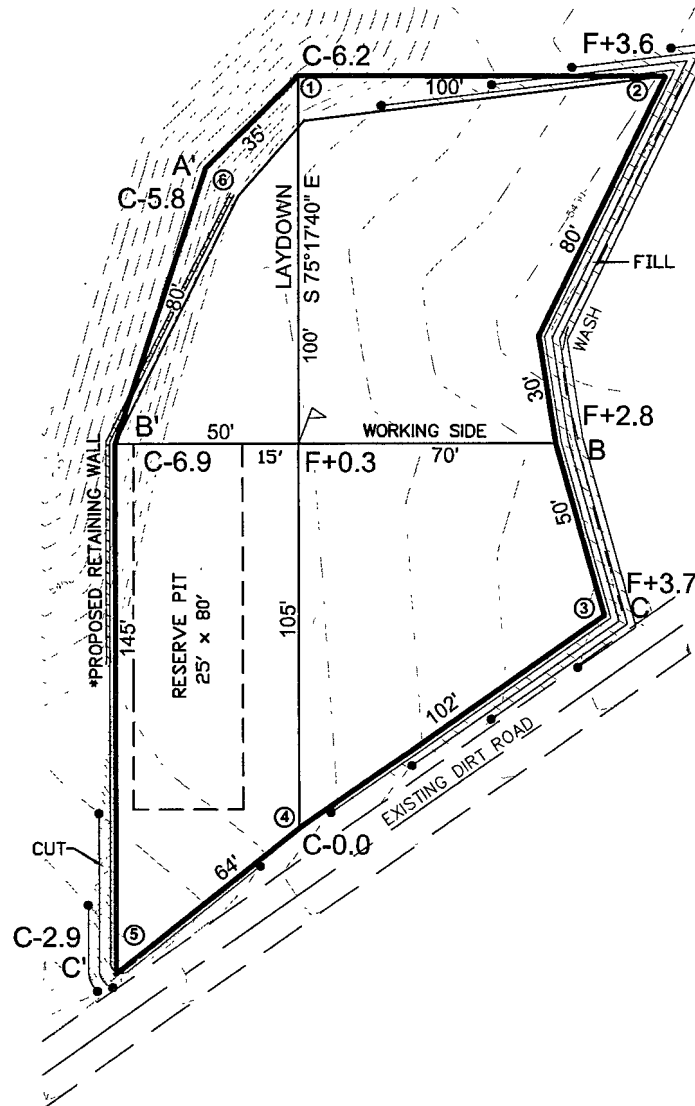 F+3.6
C-6.2
①
100'
②
35'
A'
⑥
C-5.8
LAYDOWN
S 75°17'40" E
80'
80'
FILL
100'
WASH
30'
F+2.8
B'
50'
WORKING SIDE
B
C-6.9
15'
F+0.3
70'
*PROPOSED RETAINING WALL
50'
F+3.7
③
C
145'
RESERVE PIT
25' x 80'
105'
102'
EXISTING DIRT ROAD
④
C-0.0
CUT
64'
C-2.9
⑤
C'